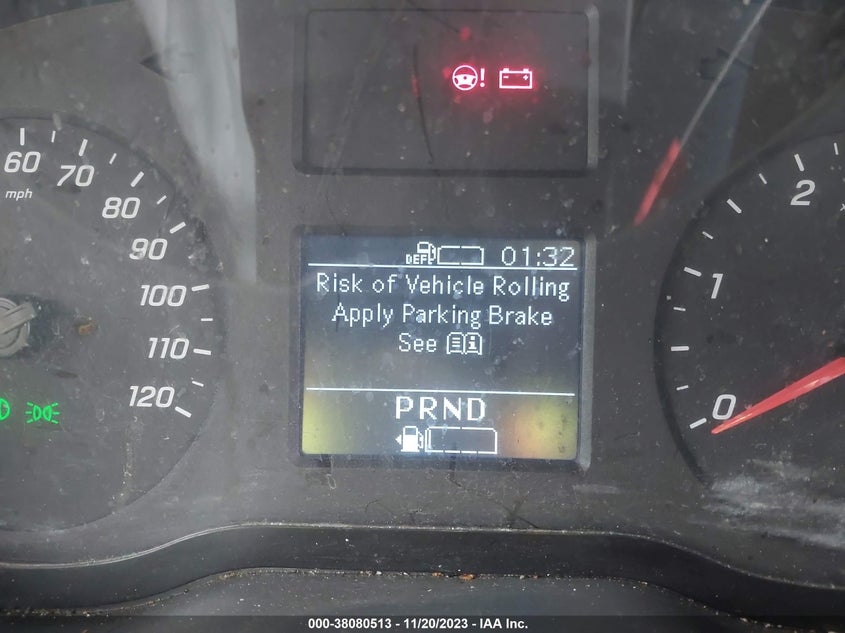 60
70
mph
80
90
100
110
120
DEF 01:32
Risk of Vehicle Rolling
Apply Parking Brake
See
PRND
2
1
0
000-38080513 - 11/20/2023 - IAA Inc.